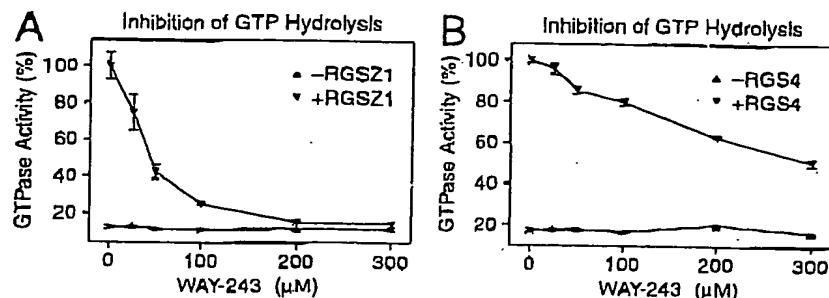 A
Inhibition of GTP Hydrolysis
GTPase Activity (%)
100
80
60
40
20
-RGSZ1
+RGSZ1
0
100
200
300
WAY-243 (µM)
B
Inhibition of GTP Hydrolysis
GTPase Activity (%)
100
80
60
40
20
-RGS4
+RGS4
0
100
200
300
WAY-243 (µM)